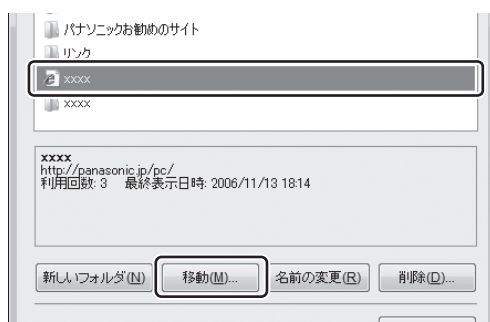 パナソニックお勧めのサイト
リンク
xxxx
xxxx
xxxx
http://panasonic.jp/pc/
利用回数: 3 最終表示日時: 2006/11/13 18:14
新しいフォルダ(N) 移動(M)... 名前の変更(R) 削除(D)...